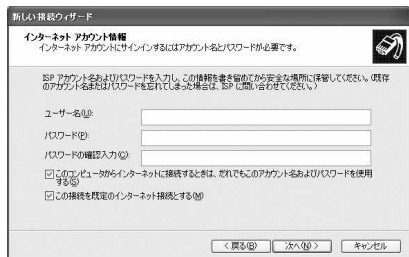 新しい接続ウィザード
インターネット アカウント情報
インターネット アカウントにサインインするにはアカウント名とパスワードが必要です。
ISP アカウント名およびパスワードを入力し、この情報を書き留めてから安全な場所に保管してください。(既存
のアカウント名またはパスワードを忘れてしまった場合は、ISP に問い合わせてください。)
ユーザー名(U):
パスワード(P):
パスワードの確認入力(C):
このコンピュータからインターネットに接続するときは、だれでもこのアカウント名およびパスワードを使用
する(S)
この接続を既定のインターネット接続とする(M)
< 戻る(B)
次へ(N) >
キャンセル